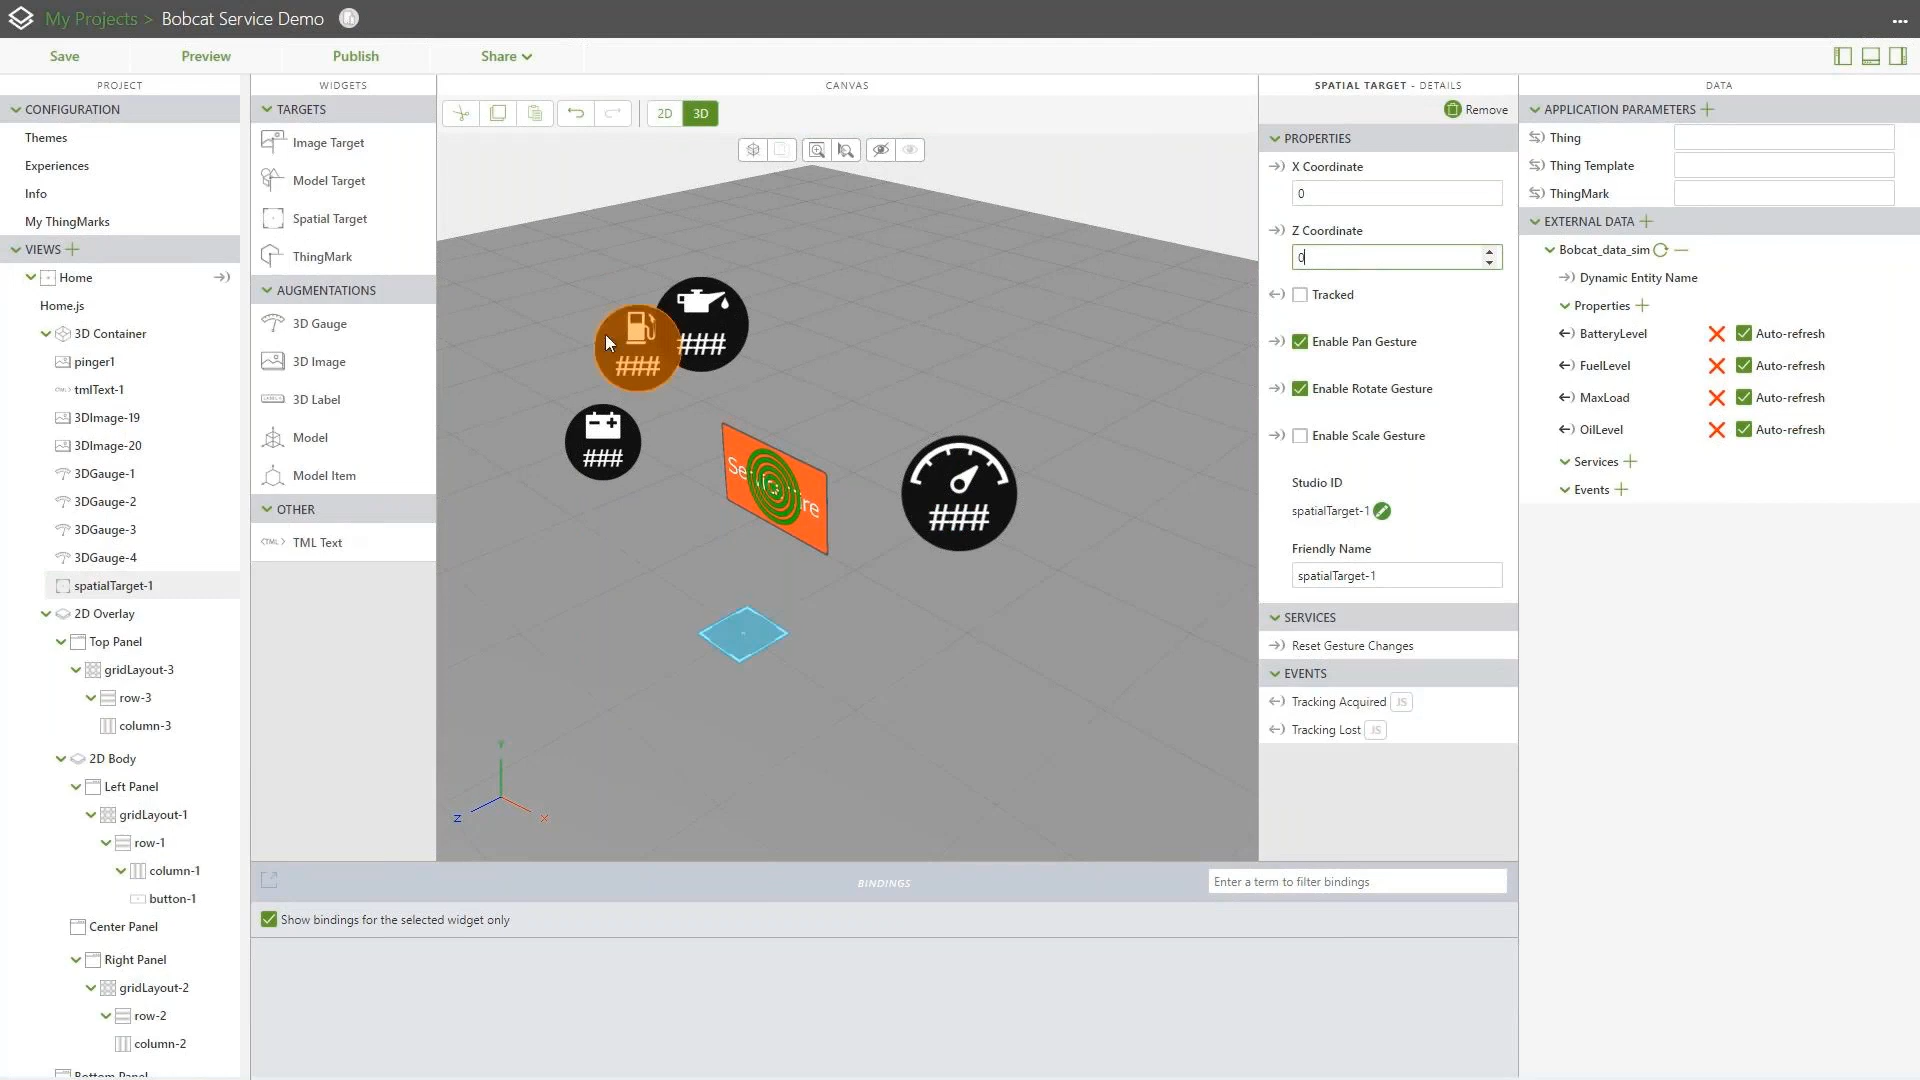 My Projects > Bobcat Service Demo
Save
Preview
Publish
Share
PROJECT
CONFIGURATION
Themes
Experiences
Info
My ThingMarks
VIEWS
Home
Home.js
3D Container
pinger1
tmlText-1
3DImage-19
3DImage-20
3DGauge-1
3DGauge-2
3DGauge-3
3DGauge-4
spatialTarget-1
2D Overlay
Top Panel
gridLayout-3
row-3
column-3
2D Body
Left Panel
gridLayout-1
row-1
column-1
button-1
Center Panel
Right Panel
gridLayout-2
row-2
column-2
Bottom Panel
WIDGETS
TARGETS
Image Target
Model Target
Spatial Target
ThingMark
AUGMENTATIONS
3D Gauge
3D Image
3D Label
Model
Model Item
OTHER
TML Text
CANVAS
2D 3D
###
###
###
###
Y
Z
X
BINDINGS
Enter a term to filter bindings
Show bindings for the selected widget only
SPATIAL TARGET - DETAILS
Remove
PROPERTIES
X Coordinate
0
Z Coordinate
0
Tracked
Enable Pan Gesture
Enable Rotate Gesture
Enable Scale Gesture
Studio ID
spatialTarget-1
Friendly Name
spatialTarget-1
SERVICES
Reset Gesture Changes
EVENTS
Tracking Acquired JS
Tracking Lost JS
DATA
APPLICATION PARAMETERS
Thing
Thing Template
ThingMark
EXTERNAL DATA
Bobcat_data_sim
Dynamic Entity Name
Properties
BatteryLevel Auto-refresh
FuelLevel Auto-refresh
MaxLoad Auto-refresh
OilLevel Auto-refresh
Services
Events